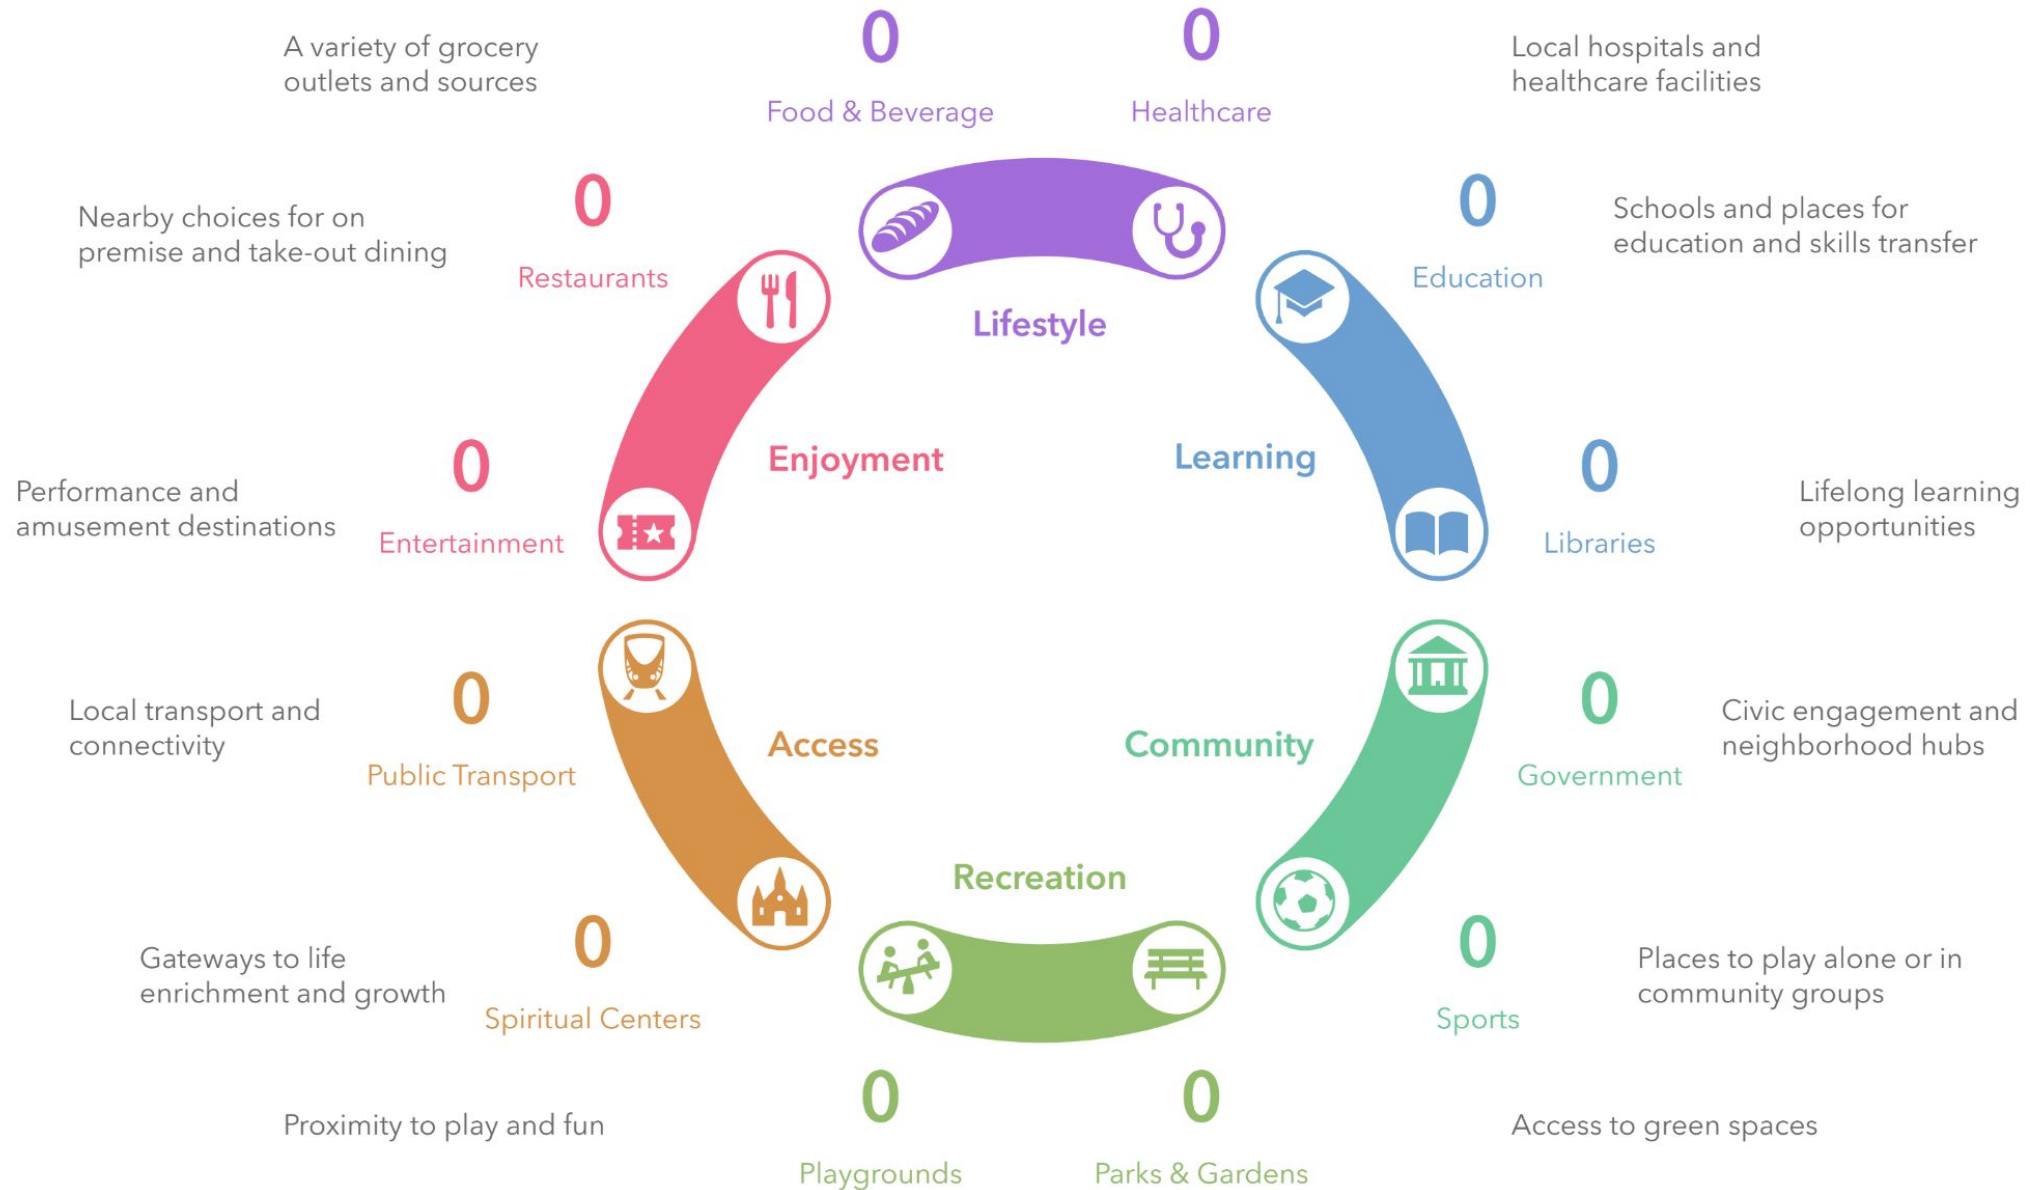 A variety of grocery
outlets and sources
0
Food & Beverage
0
Healthcare
Local hospitals and
healthcare facilities
Nearby choices for on
premise and take-out dining
0
Restaurants
Lifestyle
0
Education
Schools and places for
education and skills transfer
Performance and
amusement destinations
0
Entertainment
Enjoyment
Learning
0
Libraries
Lifelong learning
opportunities
Local transport and
connectivity
0
Public Transport
Access
Community
0
Government
Civic engagement and
neighborhood hubs
Gateways to life
enrichment and growth
0
Spiritual Centers
Recreation
0
Sports
Places to play alone or in
community groups
Proximity to play and fun
0
Playgrounds
0
Parks & Gardens
Access to green spaces